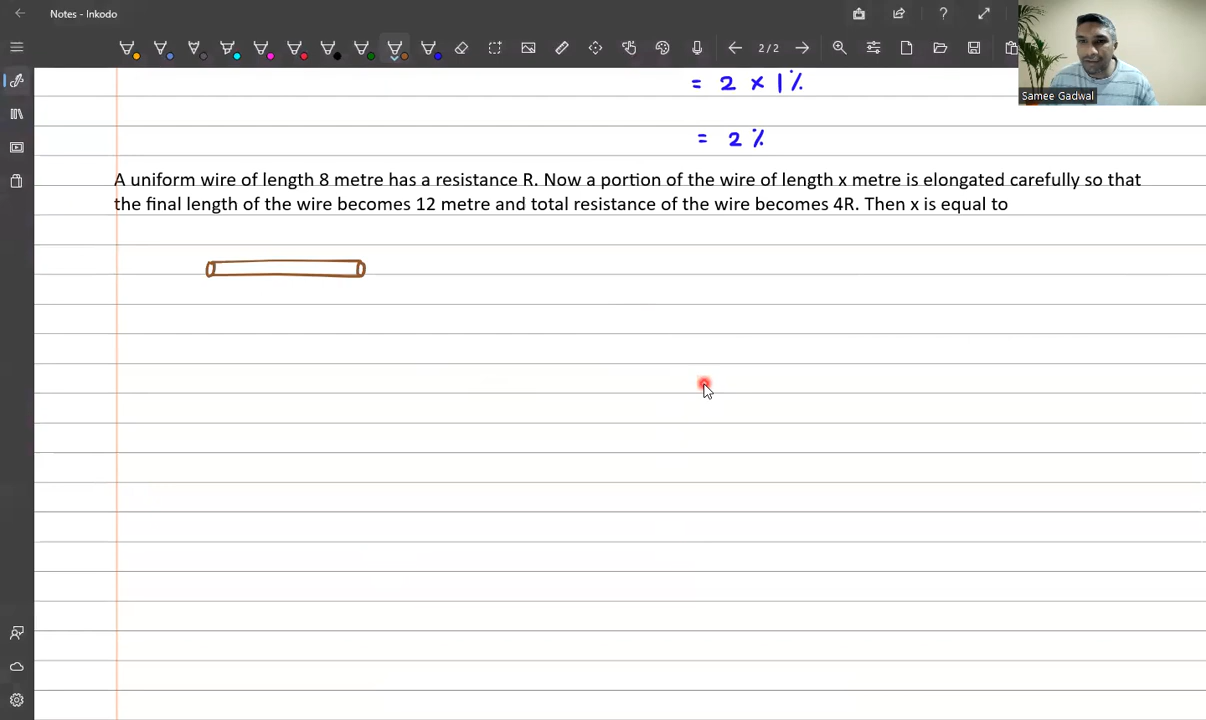 Notes - Inkodo
2/2
Samee Gadwal
= 2 × 1 %
= 2 %
A uniform wire of length 8 metre has a resistance R. Now a portion of the wire of length x metre is elongated carefully so that
the final length of the wire becomes 12 metre and total resistance of the wire becomes 4R. Then x is equal to